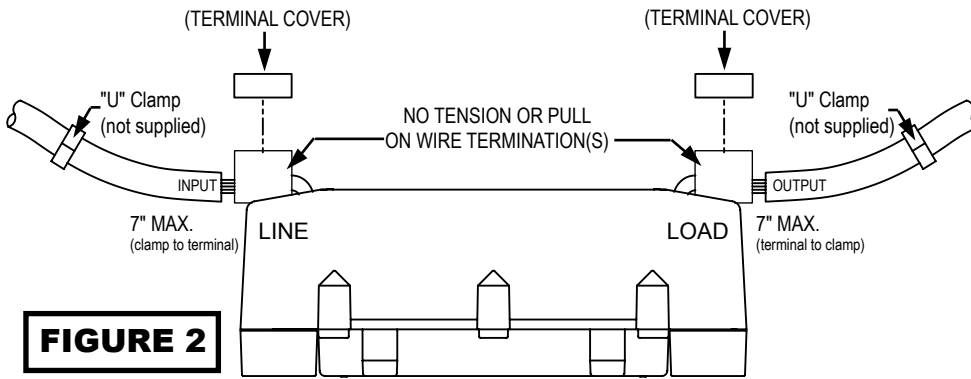 (TERMINAL COVER)
(TERMINAL COVER)
"U" Clamp
(not supplied)
NO TENSION OR PULL
ON WIRE TERMINATION(S)
"U" Clamp
(not supplied)
INPUT
OUTPUT
7" MAX.
(clamp to terminal)
LINE
LOAD
7" MAX.
(terminal to clamp)
FIGURE 2